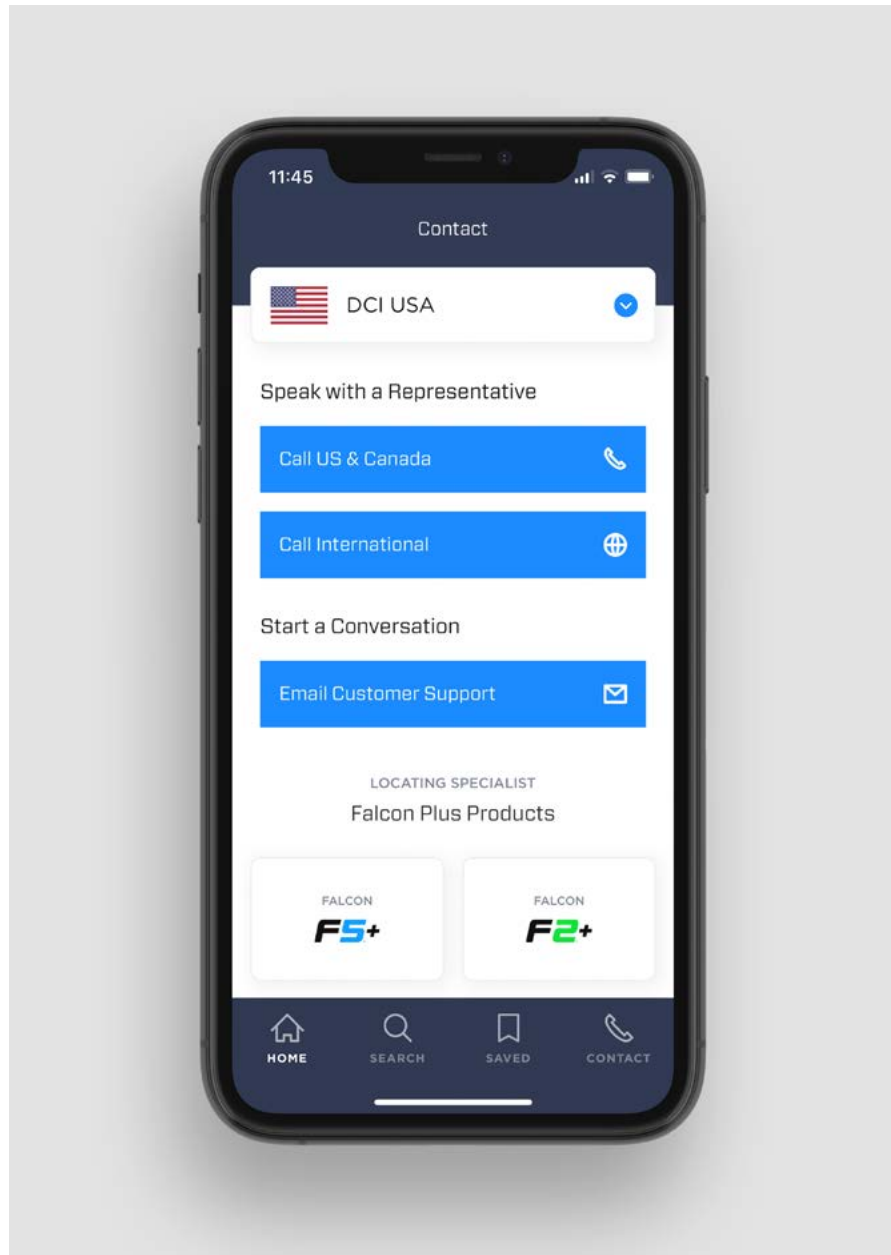 11:45
Contact
DCI USA
Speak with a Representative
Call US & Canada
Call International
Start a Conversation
Email Customer Support
LOCATING SPECIALIST
Falcon Plus Products
FALCON FALCON
F5+ F2+
HOME SEARCH SAVED CONTACT